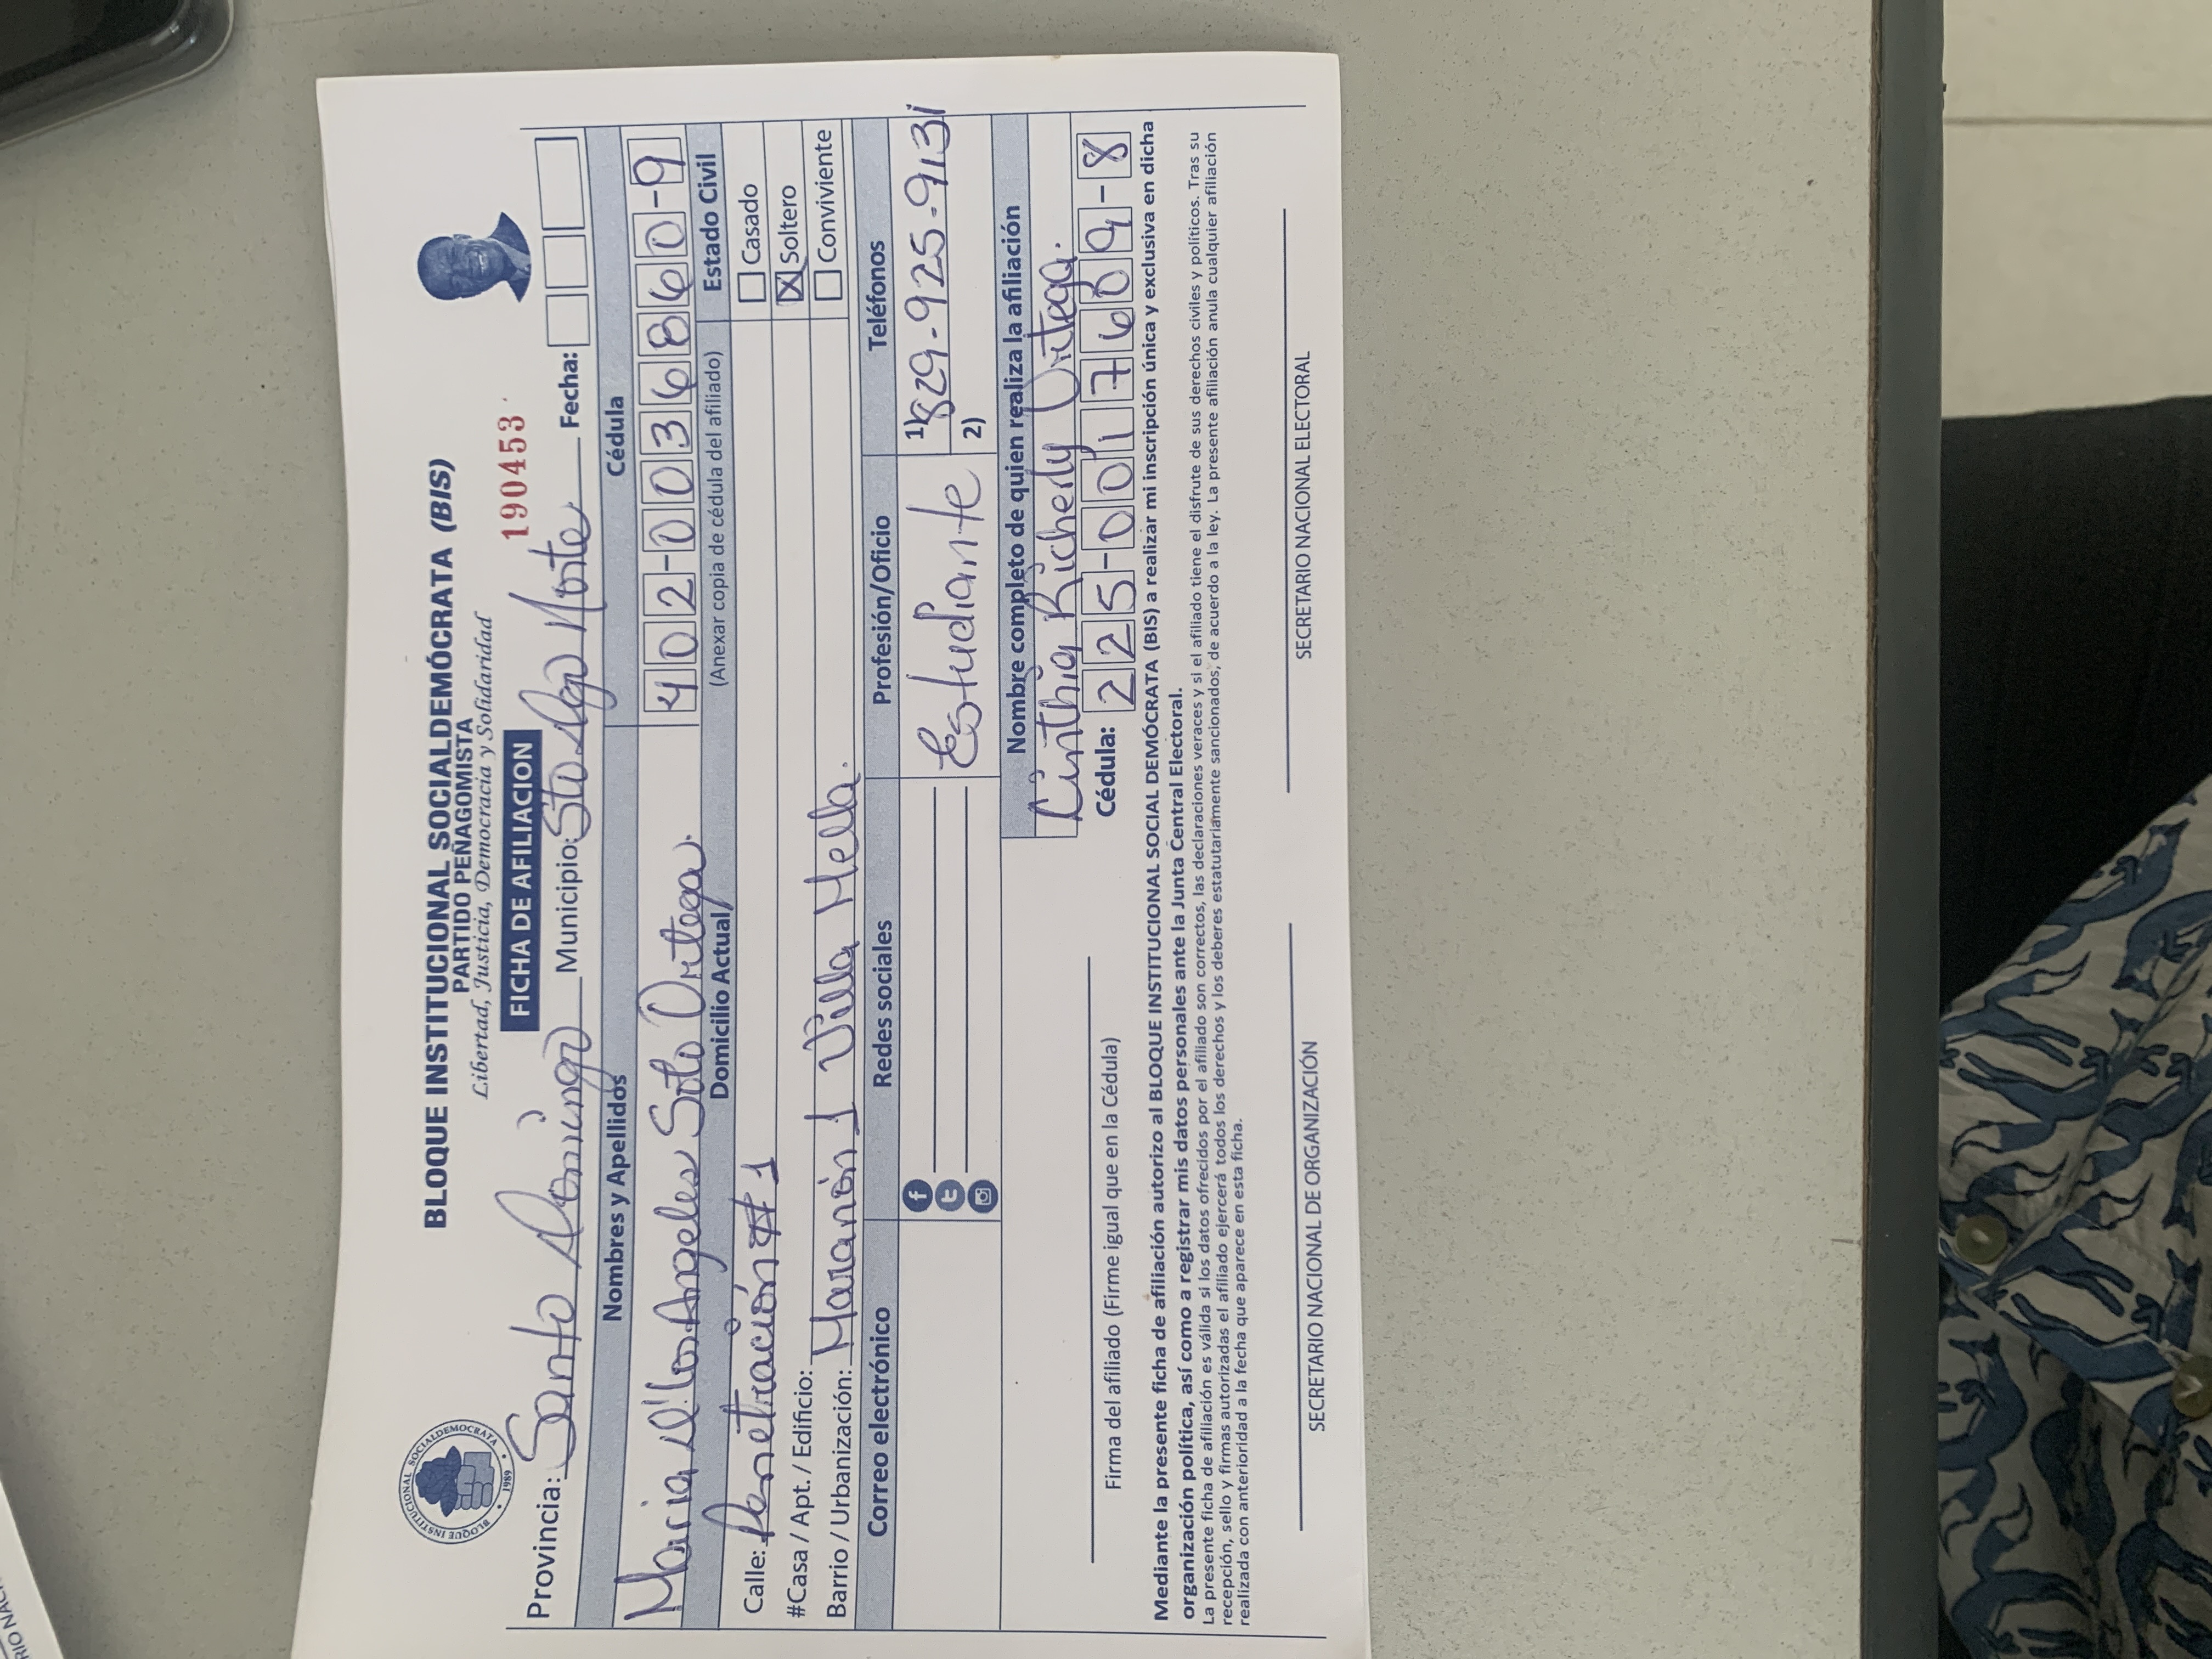 BLOQUE INSTITUCIONAL SOCIALDEMOCRATA
1989
BLOQUE INSTITUCIONAL SOCIALDEMÓCRATA (BIS)
PARTIDO PEÑAGOMISTA
Libertad, Justicia, Democracia y Solidaridad
FICHA DE AFILIACION 190453
Provincia: Santo Domingo Municipio: Sto Dgo Norte Fecha:
Nombres y Apellidos Cédula
Maria D' los Angeles Soto Ortega. 402-0036860-9
Domicilio Actual (Anexar copia de cédula del afiliado) Estado Civil
Calle: Penetración # 1 Casado
#Casa / Apt. / Edificio: X Soltero
Barrio / Urbanización: Marañón 1 Villa Mella. Conviviente
Correo electrónico Redes sociales Profesión/Oficio Teléfonos
Estudiante 1) 829-925-9131
2)
Nombre completo de quien realiza la afiliación
Cinthia Richerly Ortega.
Cédula: 225-0017609-8
Firma del afiliado (Firme igual que en la Cédula)
Mediante la presente ficha de afiliación autorizo al BLOQUE INSTITUCIONAL SOCIAL DEMÓCRATA (BIS) a realizar mi inscripción única y exclusiva en dicha
organización política, así como a registrar mis datos personales ante la Junta Central Electoral.
La presente ficha de afiliación es válida si los datos ofrecidos por el afiliado son correctos, las declaraciones veraces y si el afiliado tiene el disfrute de sus derechos civiles y políticos. Tras su
recepción, sello y firmas autorizadas el afiliado ejercerá todos los derechos y los deberes estatutariamente sancionados, de acuerdo a la ley. La presente afiliación anula cualquier afiliación
realizada con anterioridad a la fecha que aparece en esta ficha.
SECRETARIO NACIONAL DE ORGANIZACIÓN SECRETARIO NACIONAL ELECTORAL